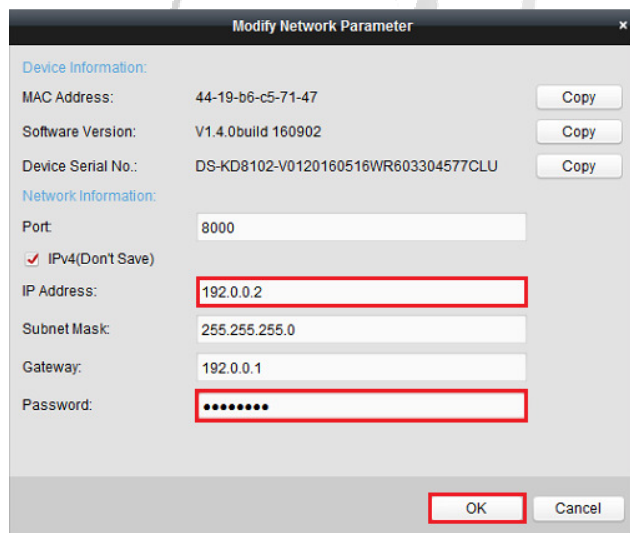 Modify Network Parameter ×
Device Information:
MAC Address: 44-19-b6-c5-71-47 Copy
Software Version: V1.4.0build 160902 Copy
Device Serial No.: DS-KD8102-V0120160516WR603304577CLU Copy
Network Information:
Port: 8000
IPv4(Don't Save)
IP Address: 192.0.0.2
Subnet Mask: 255.255.255.0
Gateway: 192.0.0.1
Password: ●●●●●●●●
OK Cancel